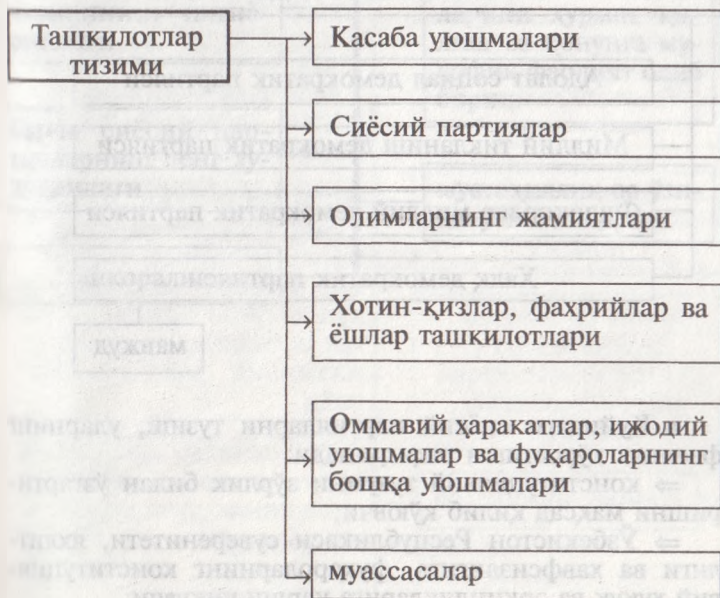 Ташкилотлар
тизими
Касаба уюшмалари
Сиёсий партиялар
Олимларнинг жамиятлари
Хотин-қизлар, фахрийлар ва
ёшлар ташкилотлари
Оммавий ҳаракатлар, ижодий
уюшмалар ва фуқароларнинг
бошқа уюшмалари
муассасалар